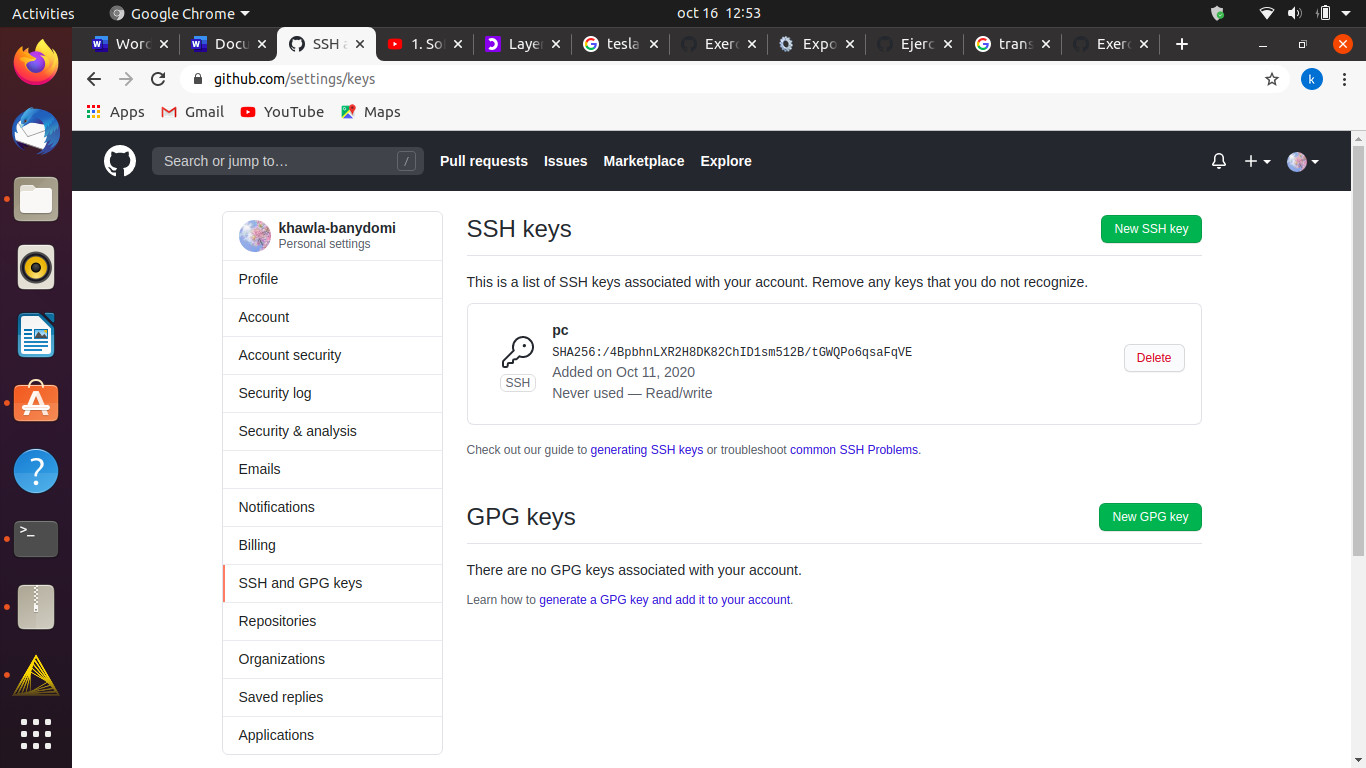 Activities
Google Chrome
oct 16 12:53
Word
Docu
SSH a
1. Sol
Layer
tesla
Exerc
Expo
Ejerc
trans
Exerc
github.com/settings/keys
k
Apps
Gmail
YouTube
Maps
Search or jump to…
/
Pull requests
Issues
Marketplace
Explore
khawla-banydomi
Personal settings
Profile
Account
Account security
Security log
Security & analysis
Emails
Notifications
Billing
SSH and GPG keys
Repositories
Organizations
Saved replies
Applications
SSH keys
New SSH key
This is a list of SSH keys associated with your account. Remove any keys that you do not recognize.
pc
SHA256:/4BpbhnLXR2H8DK82ChID1sm512B/tGWQPo6qsaFqVE
Added on Oct 11, 2020
Never used — Read/write
SSH
Delete
Check out our guide to generating SSH keys or troubleshoot common SSH Problems.
GPG keys
New GPG key
There are no GPG keys associated with your account.
Learn how to generate a GPG key and add it to your account.